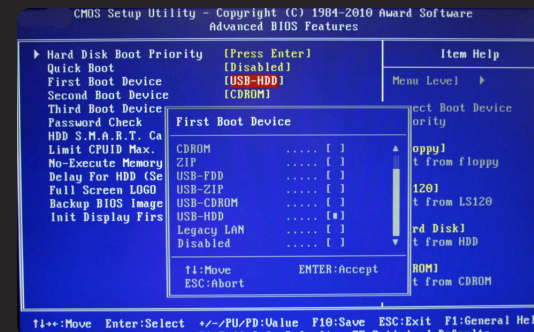 CMOS Setup Utility - Copyright (C) 1984-2010 Award Software
Advanced BIOS Features
Hard Disk Boot Priority [Press Enter]
Quick Boot [Disabled]
First Boot Device [USB-HDD]
Second Boot Device [CDROM]
Third Boot Device
Password Check
HDD S.M.A.R.T. Ca
Limit CPUID Max.
No-Execute Memory
Delay For HDD (Se
Full Screen LOGO
Backup BIOS Image
Init Display Firs
Item Help
Menu Level
ect Boot Device
ority
oppy]
t from floppy
120]
t from LS120
rd Disk]
t from HDD
ROM]
t from CDROM
First Boot Device
CDROM ..... [ ]
ZIP ..... [ ]
USB-FDD ..... [ ]
USB-ZIP ..... [ ]
USB-CDROM ..... [ ]
USB-HDD ..... [■]
Legacy LAN ..... [ ]
Disabled ..... [ ]
↑↓:Move ENTER:Accept
ESC:Abort
↑↓→←:Move Enter:Select +/-/PU/PD:Value F10:Save ESC:Exit F1:General Hel